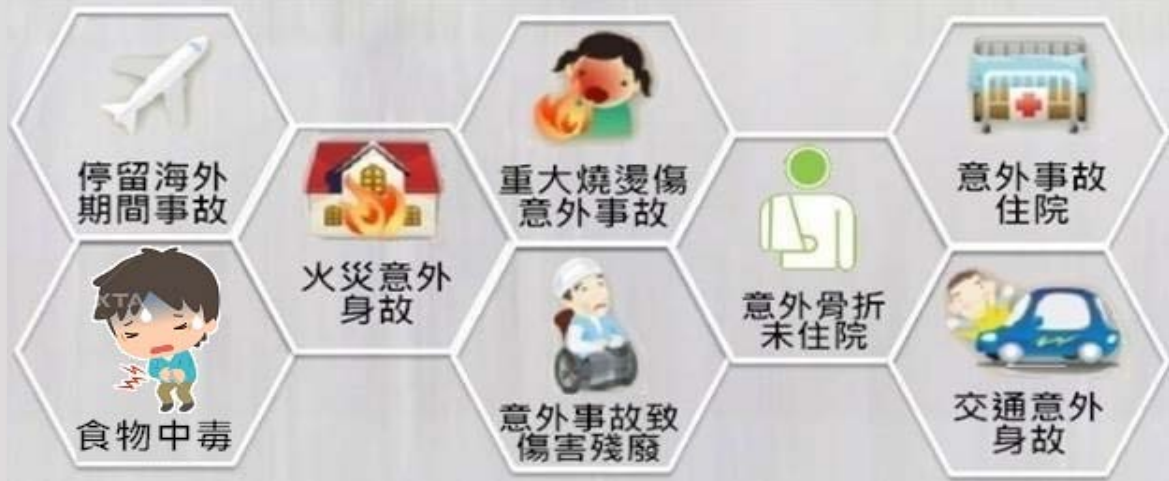 停留海外
期間事故
食物中毒
XTA
火災意外
身故
重大燒燙傷
意外事故
意外事故致
傷害殘廢
意外骨折
未住院
意外事故
住院
交通意外
身故